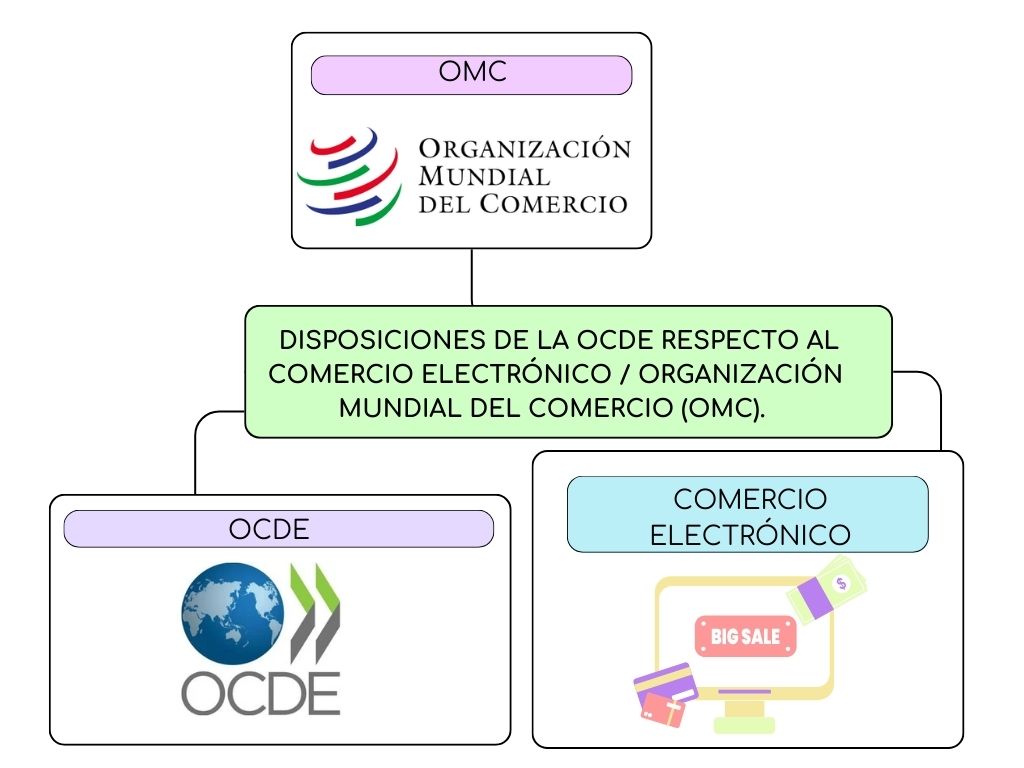 OMC
ORGANIZACIÓN
MUNDIAL
DEL COMERCIO
DISPOSICIONES DE LA OCDE RESPECTO AL
COMERCIO ELECTRÓNICO / ORGANIZACIÓN
MUNDIAL DEL COMERCIO (OMC).
OCDE
OCDE
COMERCIO
ELECTRÓNICO
$
BIG SALE